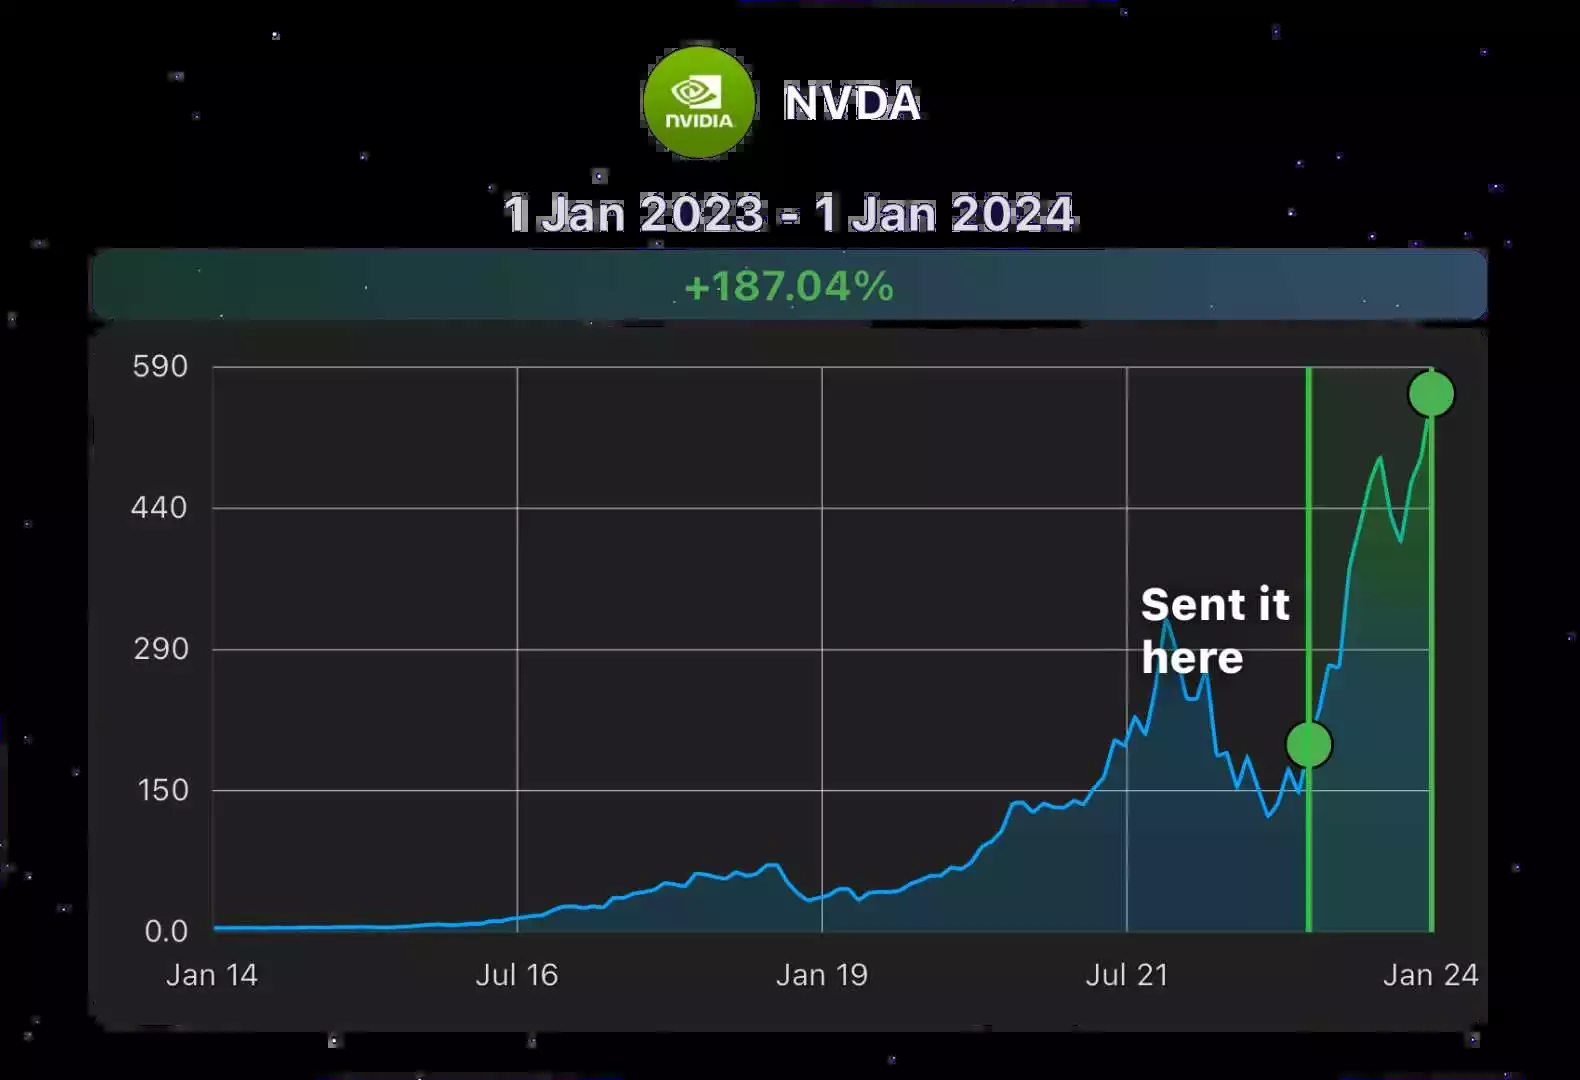 NVIDIA
NVDA
1 Jan 2023 - 1 Jan 2024
+187.04%
590
440
Sent it
here
290
150
0.0
Jan 14
Jul 16
Jan 19
Jul 21
Jan 24